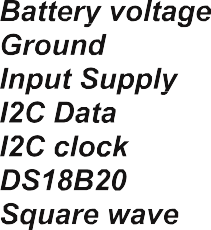 Battery voltage
Ground
Input Supply
I2C Data
I2C clock
DS18B20
Square wave